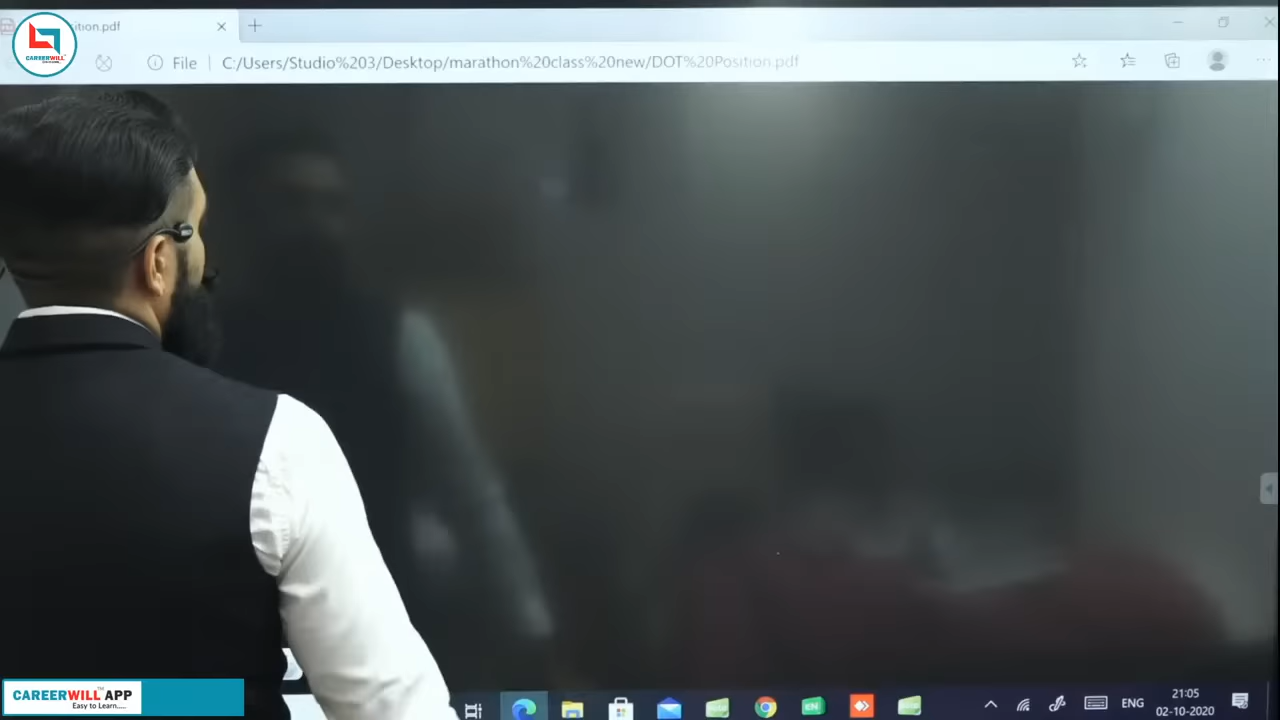 sition.pdf
File
C:/Users/Studio%203/Desktop/marathon%20class%20new/DOT%20Position.pdf
CAREERWILL
CAREERWILL APP
Easy to Learn.....
EN
ENG
21:05
02-10-2020